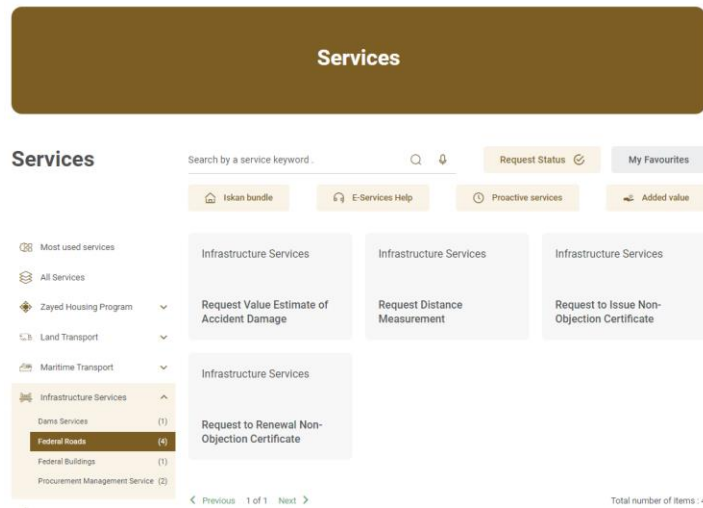 Services
Services
Search by a service keyword .
Request Status
My Favourites
Iskan bundle
E-Services Help
Proactive services
Added value
Most used services
All Services
Zayed Housing Program
Land Transport
Maritime Transport
Infrastructure Services
Dams Services (1)
Federal Roads (4)
Federal Buildings (1)
Procurement Management Service (2)
Infrastructure Services
Request Value Estimate of
Accident Damage
Infrastructure Services
Request Distance
Measurement
Infrastructure Services
Request to Issue Non-
Objection Certificate
Infrastructure Services
Request to Renewal Non-
Objection Certificate
Previous 1 of 1 Next
Total number of items : 4